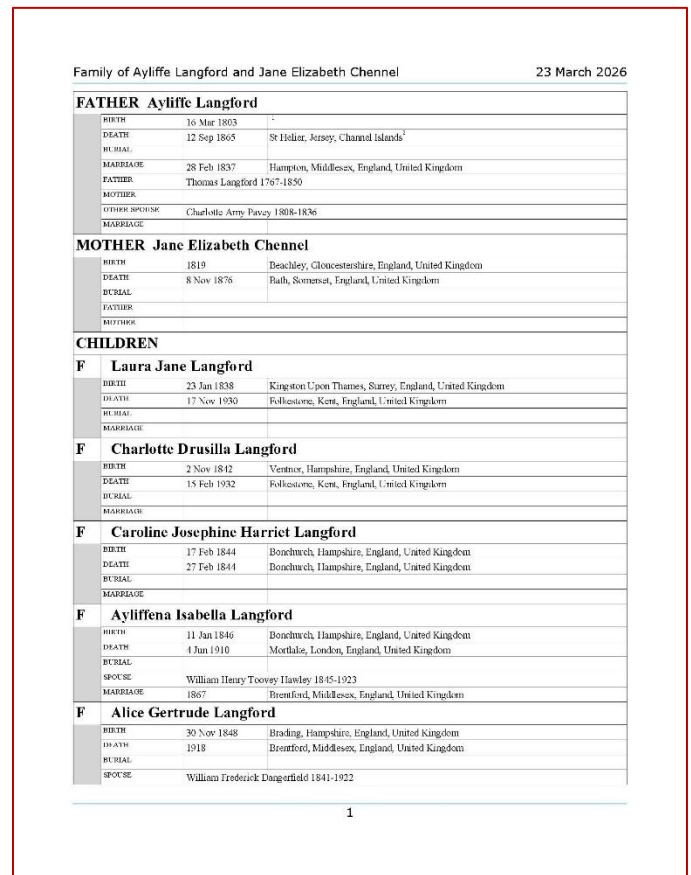 Family of Ayliffe Langford and Jane Elizabeth Chennel 23 March 2026
FATHER Ayliffe Langford
BIRTH 16 Mar 1803 1
DEATH 12 Sep 1865 St Helier, Jersey, Channel Islands2
BURIAL
MARRIAGE 28 Feb 1837 Hampton, Middlesex, England, United Kingdom
FATHER Thomas Langford 1767-1850
MOTHER
OTHER SPOUSE Charlotte Amy Pavey 1808-1836
MARRIAGE
MOTHER Jane Elizabeth Chennel
BIRTH 1819 Beachley, Gloucestershire, England, United Kingdom
DEATH 8 Nov 1876 Bath, Somerset, England, United Kingdom
BURIAL
FATHER
MOTHER
CHILDREN
F Laura Jane Langford
BIRTH 23 Jan 1838 Kingston Upon Thames, Surrey, England, United Kingdom
DEATH 17 Nov 1930 Folkestone, Kent, England, United Kingdom
BURIAL
MARRIAGE
F Charlotte Drusilla Langford
BIRTH 2 Nov 1842 Ventnor, Hampshire, England, United Kingdom
DEATH 15 Feb 1932 Folkestone, Kent, England, United Kingdom
BURIAL
MARRIAGE
F Caroline Josephine Harriet Langford
BIRTH 17 Feb 1844 Bonchurch, Hampshire, England, United Kingdom
DEATH 27 Feb 1844 Bonchurch, Hampshire, England, United Kingdom
BURIAL
MARRIAGE
F Ayliffena Isabella Langford
BIRTH 11 Jan 1846 Bonchurch, Hampshire, England, United Kingdom
DEATH 4 Jun 1910 Mortlake, London, England, United Kingdom
BURIAL
SPOUSE William Henry Toovey Hawley 1845-1923
MARRIAGE 1867 Brentford, Middlesex, England, United Kingdom
F Alice Gertrude Langford
BIRTH 30 Nov 1848 Brading, Hampshire, England, United Kingdom
DEATH 1918 Brentford, Middlesex, England, United Kingdom
BURIAL
SPOUSE William Frederick Dangerfield 1841-1922
1